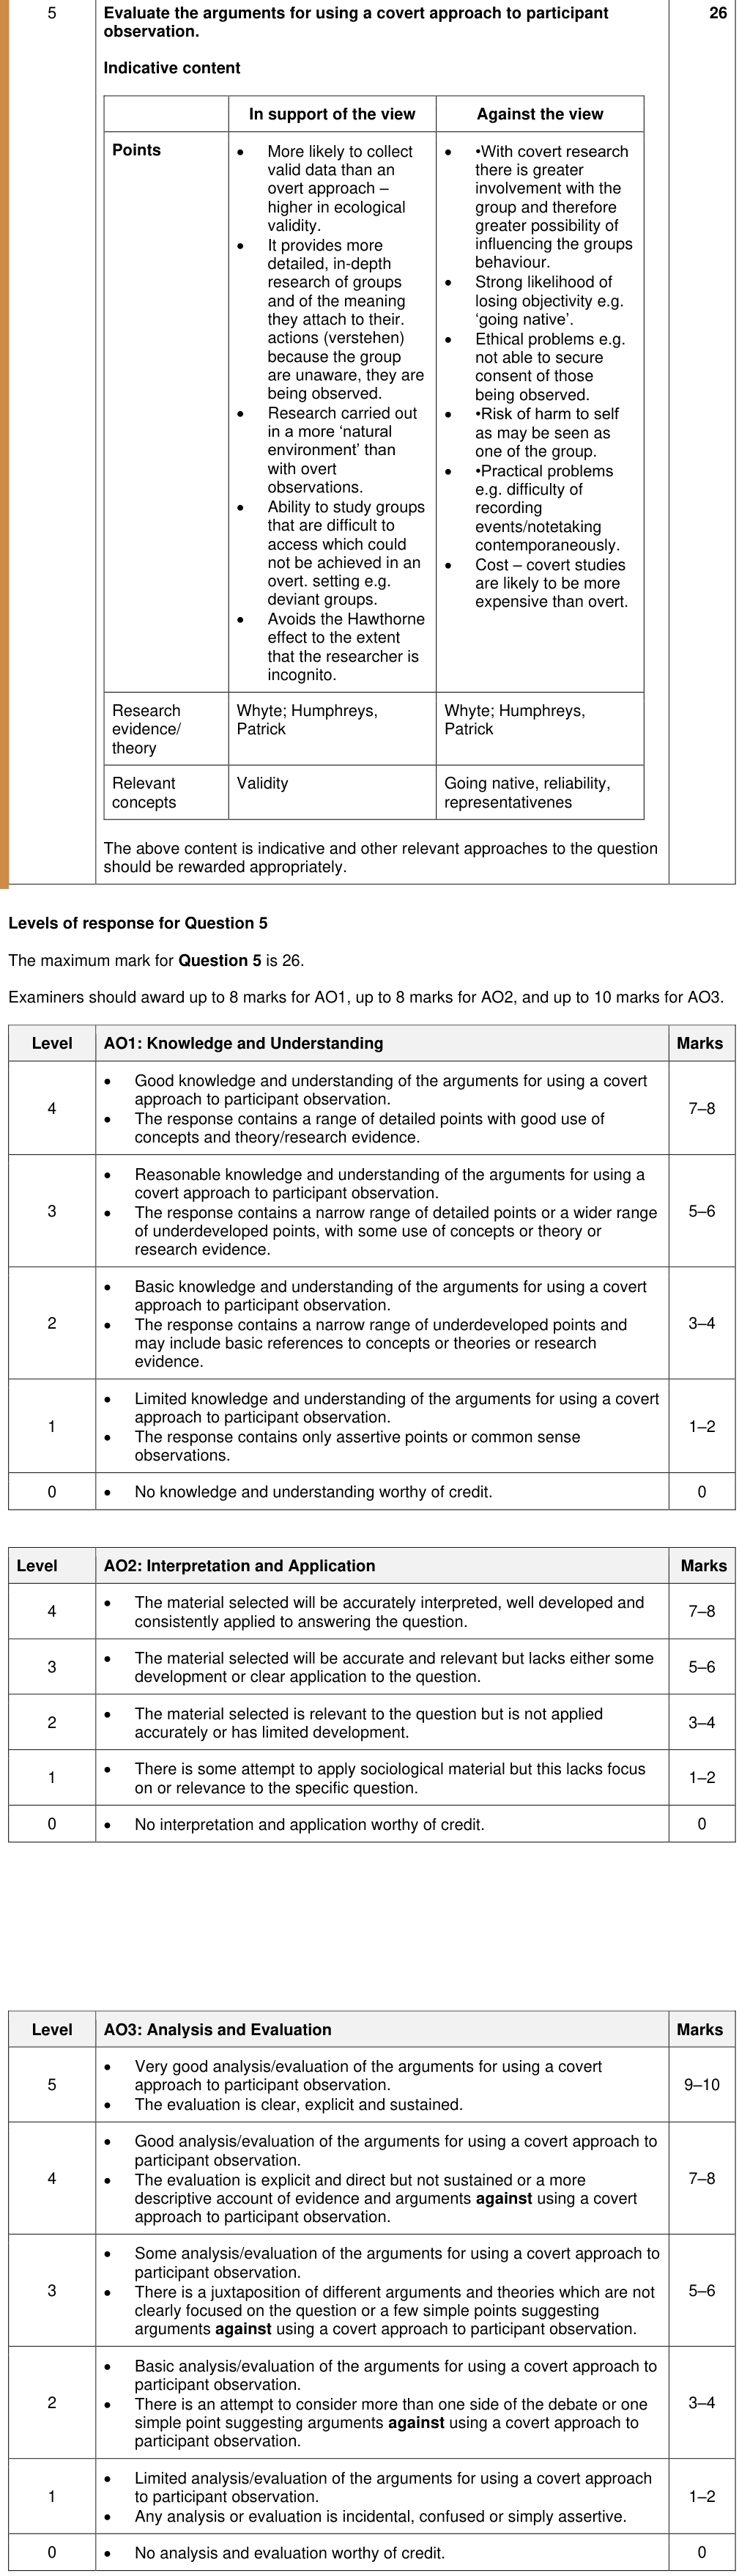 5
Evaluate the arguments for using a covert approach to participant
observation.
26
Indicative content
In support of the view
Against the view
Points
• More likely to collect
valid data than an
overt approach –
higher in ecological
validity.
• It provides more
detailed, in-depth
research of groups
and of the meaning
they attach to their.
actions (verstehen)
because the group
are unaware, they are
being observed.
• Research carried out
in a more ‘natural
environment’ than
with overt
observations.
• Ability to study groups
that are difficult to
access which could
not be achieved in an
overt. setting e.g.
deviant groups.
• Avoids the Hawthorne
effect to the extent
that the researcher is
incognito.
• •With covert research
there is greater
involvement with the
group and therefore
greater possibility of
influencing the groups
behaviour.
• Strong likelihood of
losing objectivity e.g.
‘going native’.
• Ethical problems e.g.
not able to secure
consent of those
being observed.
• •Risk of harm to self
as may be seen as
one of the group.
• •Practical problems
e.g. difficulty of
recording
events/notetaking
contemporaneously.
• Cost – covert studies
are likely to be more
expensive than overt.
Research
evidence/
theory
Whyte; Humphreys,
Patrick
Whyte; Humphreys,
Patrick
Relevant
concepts
Validity
Going native, reliability,
representativenes
The above content is indicative and other relevant approaches to the question
should be rewarded appropriately.
Levels of response for Question 5
The maximum mark for Question 5 is 26.
Examiners should award up to 8 marks for AO1, up to 8 marks for AO2, and up to 10 marks for AO3.
Level AO1: Knowledge and Understanding Marks
4
• Good knowledge and understanding of the arguments for using a covert
approach to participant observation.
• The response contains a range of detailed points with good use of
concepts and theory/research evidence.
7–8
3
• Reasonable knowledge and understanding of the arguments for using a
covert approach to participant observation.
• The response contains a narrow range of detailed points or a wider range
of underdeveloped points, with some use of concepts or theory or
research evidence.
5–6
2
• Basic knowledge and understanding of the arguments for using a covert
approach to participant observation.
• The response contains a narrow range of underdeveloped points and
may include basic references to concepts or theories or research
evidence.
3–4
1
• Limited knowledge and understanding of the arguments for using a covert
approach to participant observation.
• The response contains only assertive points or common sense
observations.
1–2
0 • No knowledge and understanding worthy of credit. 0
Level AO2: Interpretation and Application Marks
4
• The material selected will be accurately interpreted, well developed and
consistently applied to answering the question.
7–8
3
• The material selected will be accurate and relevant but lacks either some
development or clear application to the question.
5–6
2
• The material selected is relevant to the question but is not applied
accurately or has limited development.
3–4
1
• There is some attempt to apply sociological material but this lacks focus
on or relevance to the specific question.
1–2
0 • No interpretation and application worthy of credit. 0
Level AO3: Analysis and Evaluation Marks
5
• Very good analysis/evaluation of the arguments for using a covert
approach to participant observation.
• The evaluation is clear, explicit and sustained.
9–10
4
• Good analysis/evaluation of the arguments for using a covert approach to
participant observation.
• The evaluation is explicit and direct but not sustained or a more
descriptive account of evidence and arguments against using a covert
approach to participant observation.
7–8
3
• Some analysis/evaluation of the arguments for using a covert approach to
participant observation.
• There is a juxtaposition of different arguments and theories which are not
clearly focused on the question or a few simple points suggesting
arguments against using a covert approach to participant observation.
5–6
2
• Basic analysis/evaluation of the arguments for using a covert approach to
participant observation.
• There is an attempt to consider more than one side of the debate or one
simple point suggesting arguments against using a covert approach to
participant observation.
3–4
1
• Limited analysis/evaluation of the arguments for using a covert approach
to participant observation.
• Any analysis or evaluation is incidental, confused or simply assertive.
1–2
0 • No analysis and evaluation worthy of credit. 0